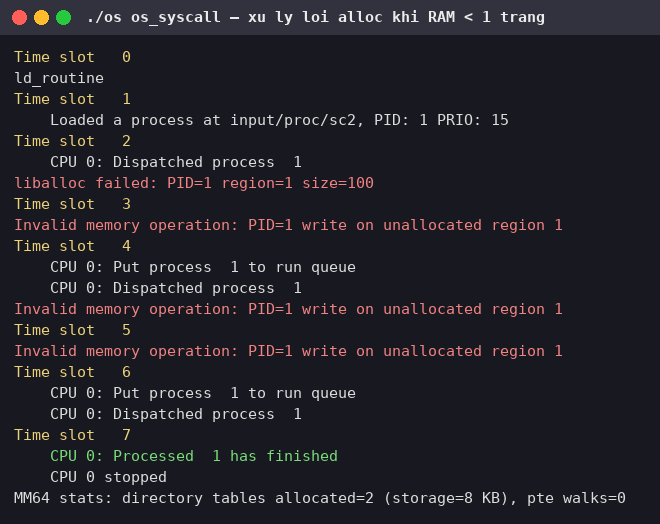 ./os os_syscall — xu ly loi alloc khi RAM < 1 trang
Time slot   0
ld_routine
Time slot   1
    Loaded a process at input/proc/sc2, PID: 1 PRIO: 15
Time slot   2
    CPU 0: Dispatched process  1
liballoc failed: PID=1 region=1 size=100
Time slot   3
Invalid memory operation: PID=1 write on unallocated region 1
Time slot   4
    CPU 0: Put process  1 to run queue
    CPU 0: Dispatched process  1
Invalid memory operation: PID=1 write on unallocated region 1
Time slot   5
Invalid memory operation: PID=1 write on unallocated region 1
Time slot   6
    CPU 0: Put process  1 to run queue
    CPU 0: Dispatched process  1
Time slot   7
    CPU 0: Processed  1 has finished
    CPU 0 stopped
MM64 stats: directory tables allocated=2 (storage=8 KB), pte walks=0